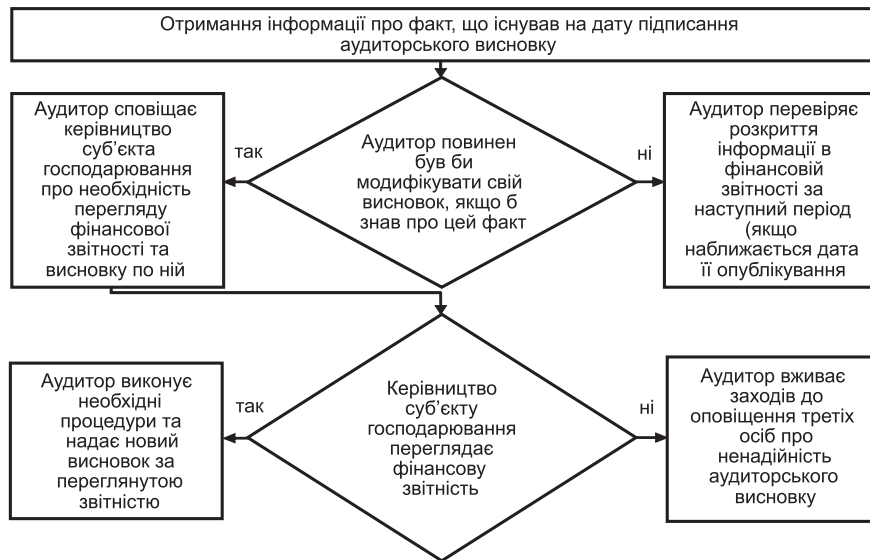 Отримання інформації про факт, що існував на дату підписання
аудиторського висновку
Аудитор сповіщає
керівництво
суб’єкта
господарювання
про необхідність
перегляду
фінансової
звітності та
висновку по ній
так
Аудитор повинен
був би
модифікувати свій
висновок, якщо б
знав про цей факт
ні
Аудитор перевіряє
розкриття
інформації в
фінансовій
звітності за
наступний період
(якщо
наближається дата
її опублікування
Аудитор виконує
необхідні
процедури та
надає новий
висновок за
переглянутою
звітністю
так
Керівництво
суб’єкту
господарювання
переглядає
фінансову
звітність
ні
Аудитор вживає
заходів до
оповіщення третіх
осіб про
ненадійність
аудиторського
висновку